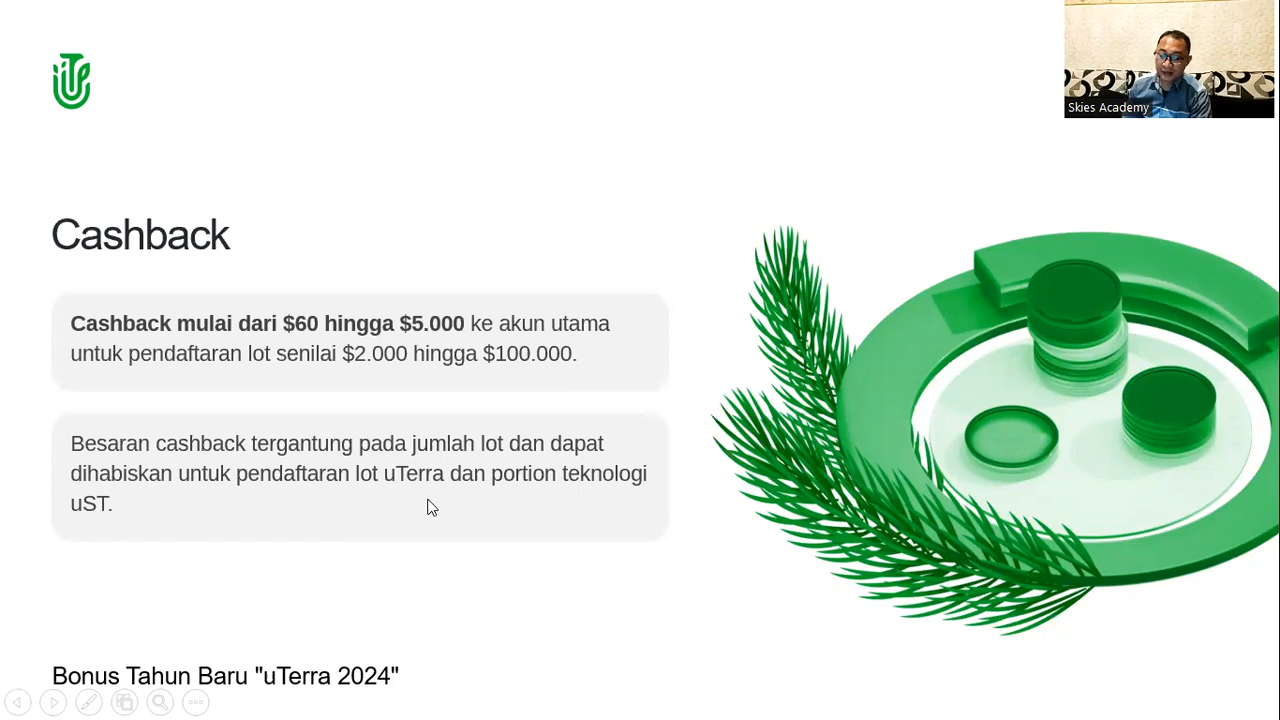 Skies Academy
Cashback
Cashback mulai dari $60 hingga $5.000 ke akun utama
untuk pendaftaran lot senilai $2.000 hingga $100.000.
Besaran cashback tergantung pada jumlah lot dan dapat
dihabiskan untuk pendaftaran lot uTerra dan portion teknologi
uST.
Bonus Tahun Baru "uTerra 2024"